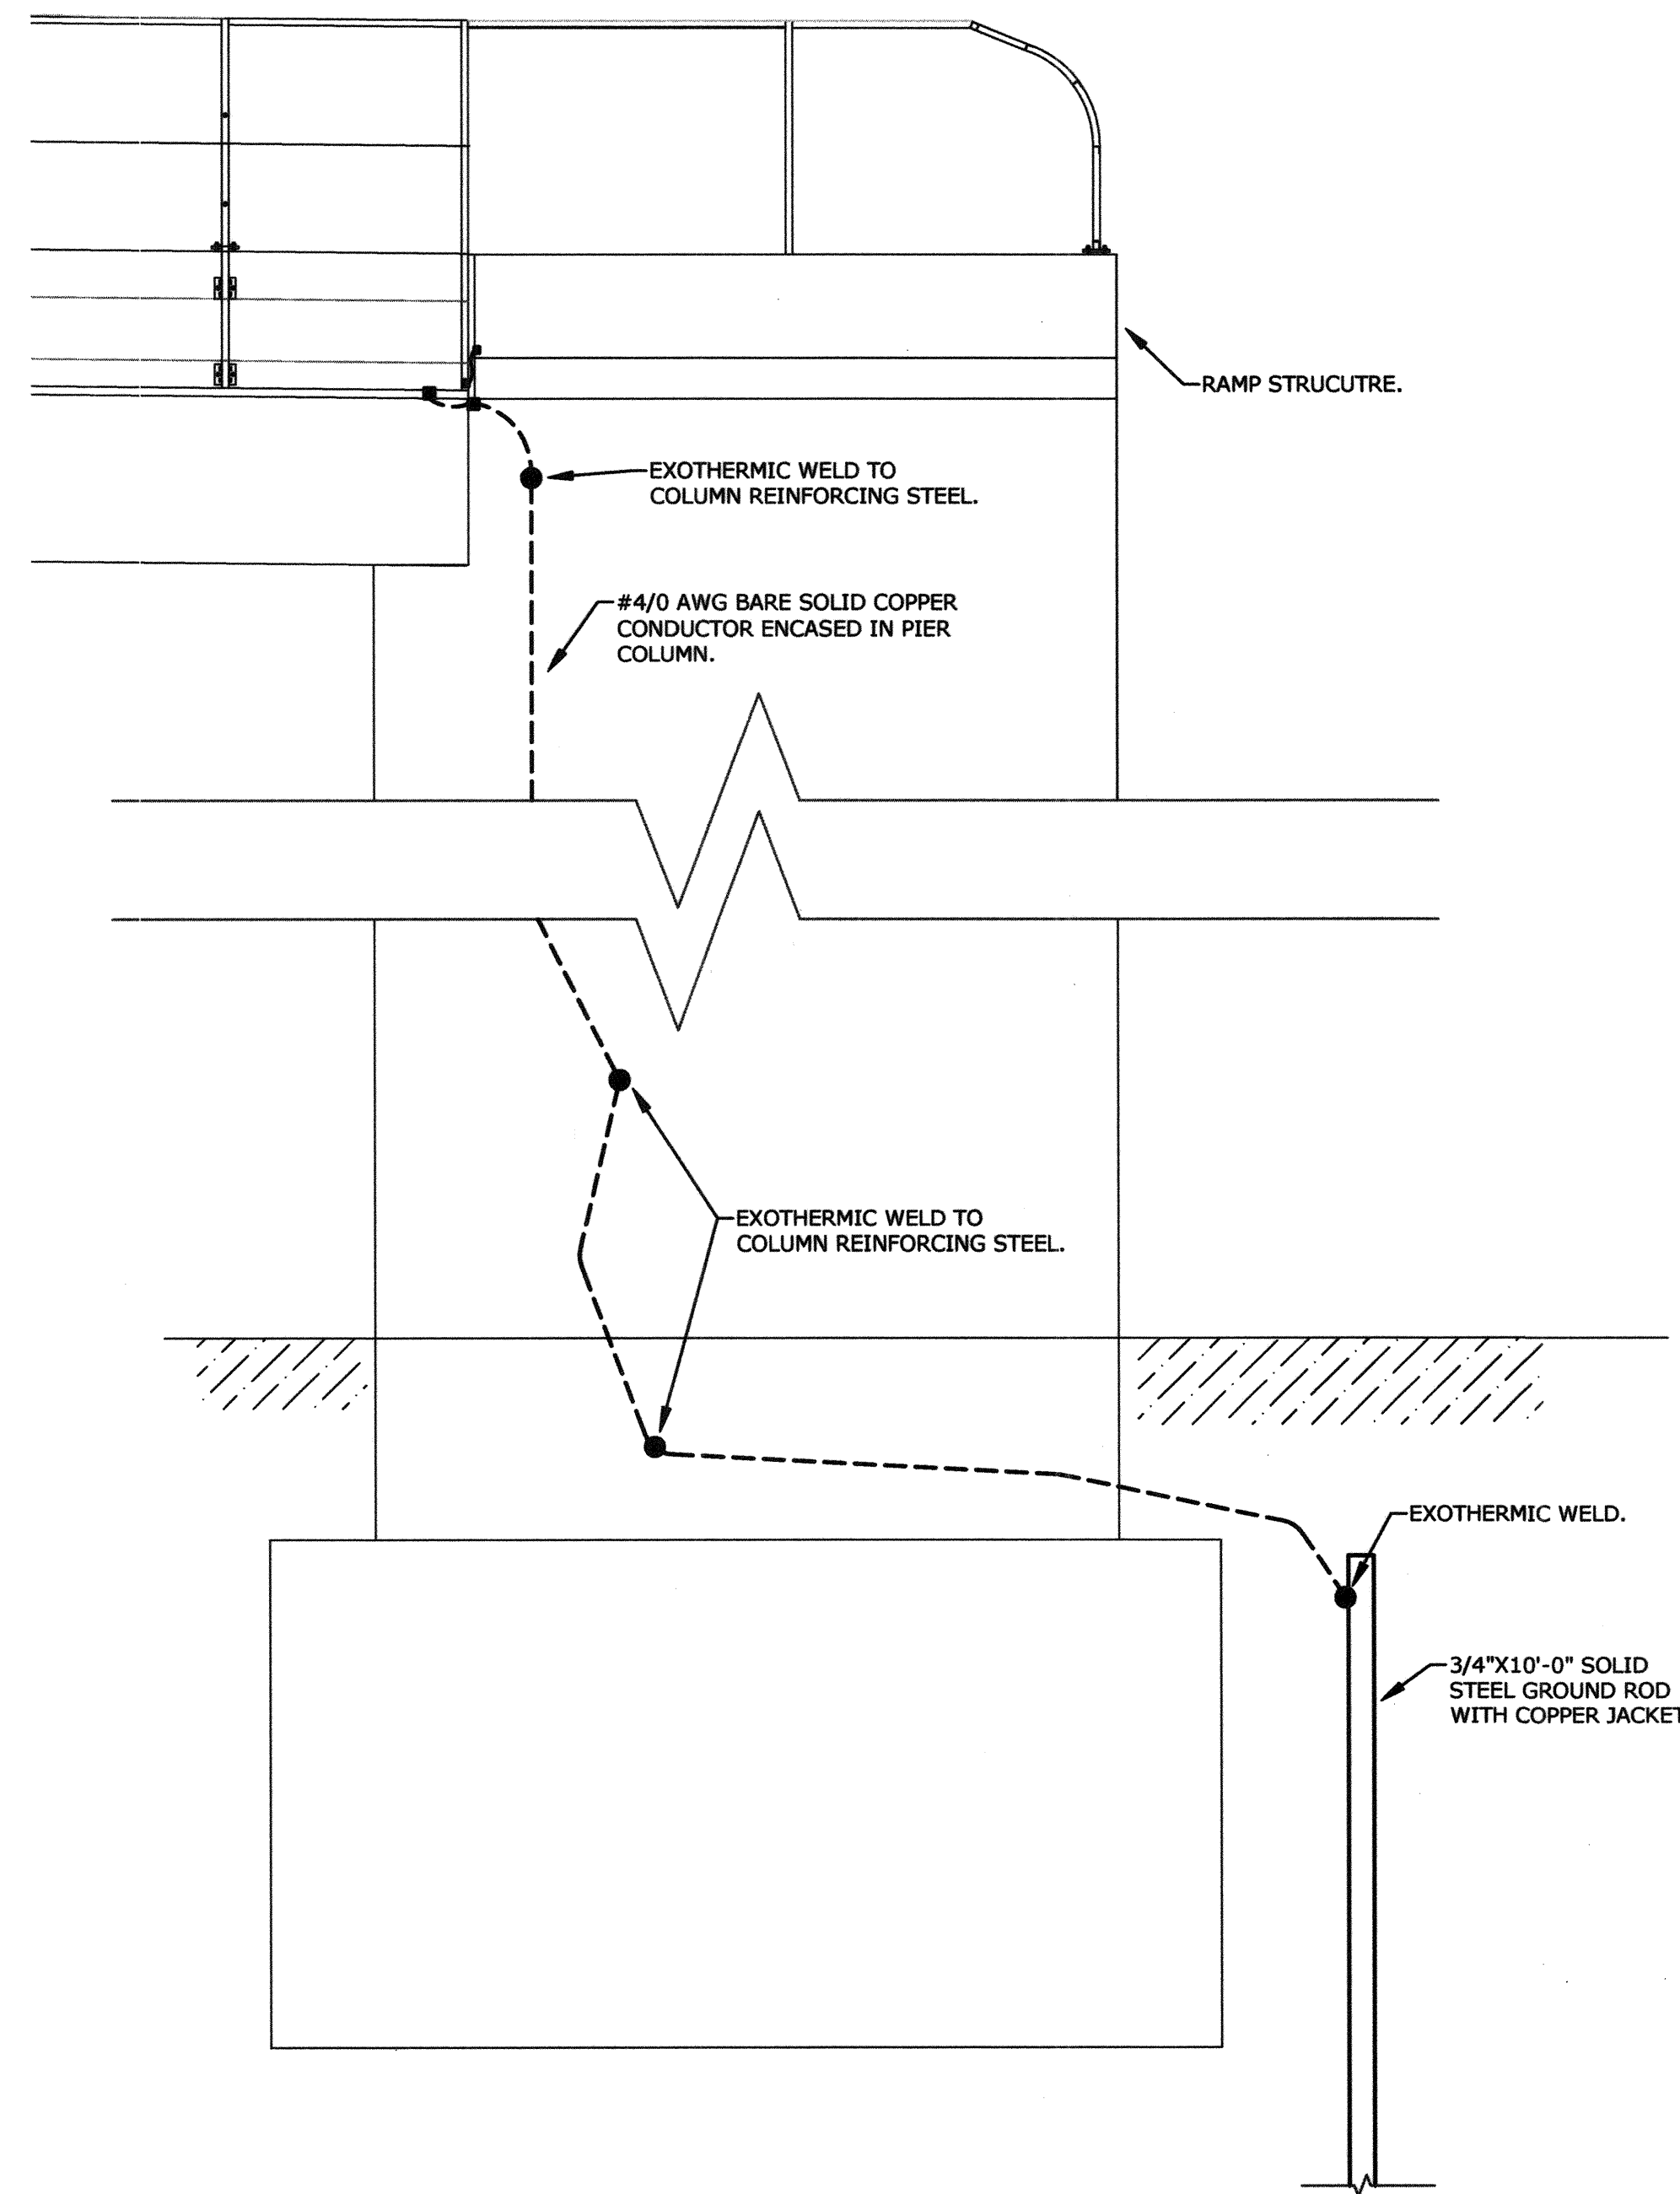 RAMP STRUCUTRE.
EXOTHERMIC WELD TO
COLUMN REINFORCING STEEL.
#4/0 AWG BARE SOLID COPPER
CONDUCTOR ENCASED IN PIER
COLUMN.
EXOTHERMIC WELD TO
COLUMN REINFORCING STEEL.
EXOTHERMIC WELD.
3/4"X10'-0" SOLID
STEEL GROUND ROD
WITH COPPER JACKET